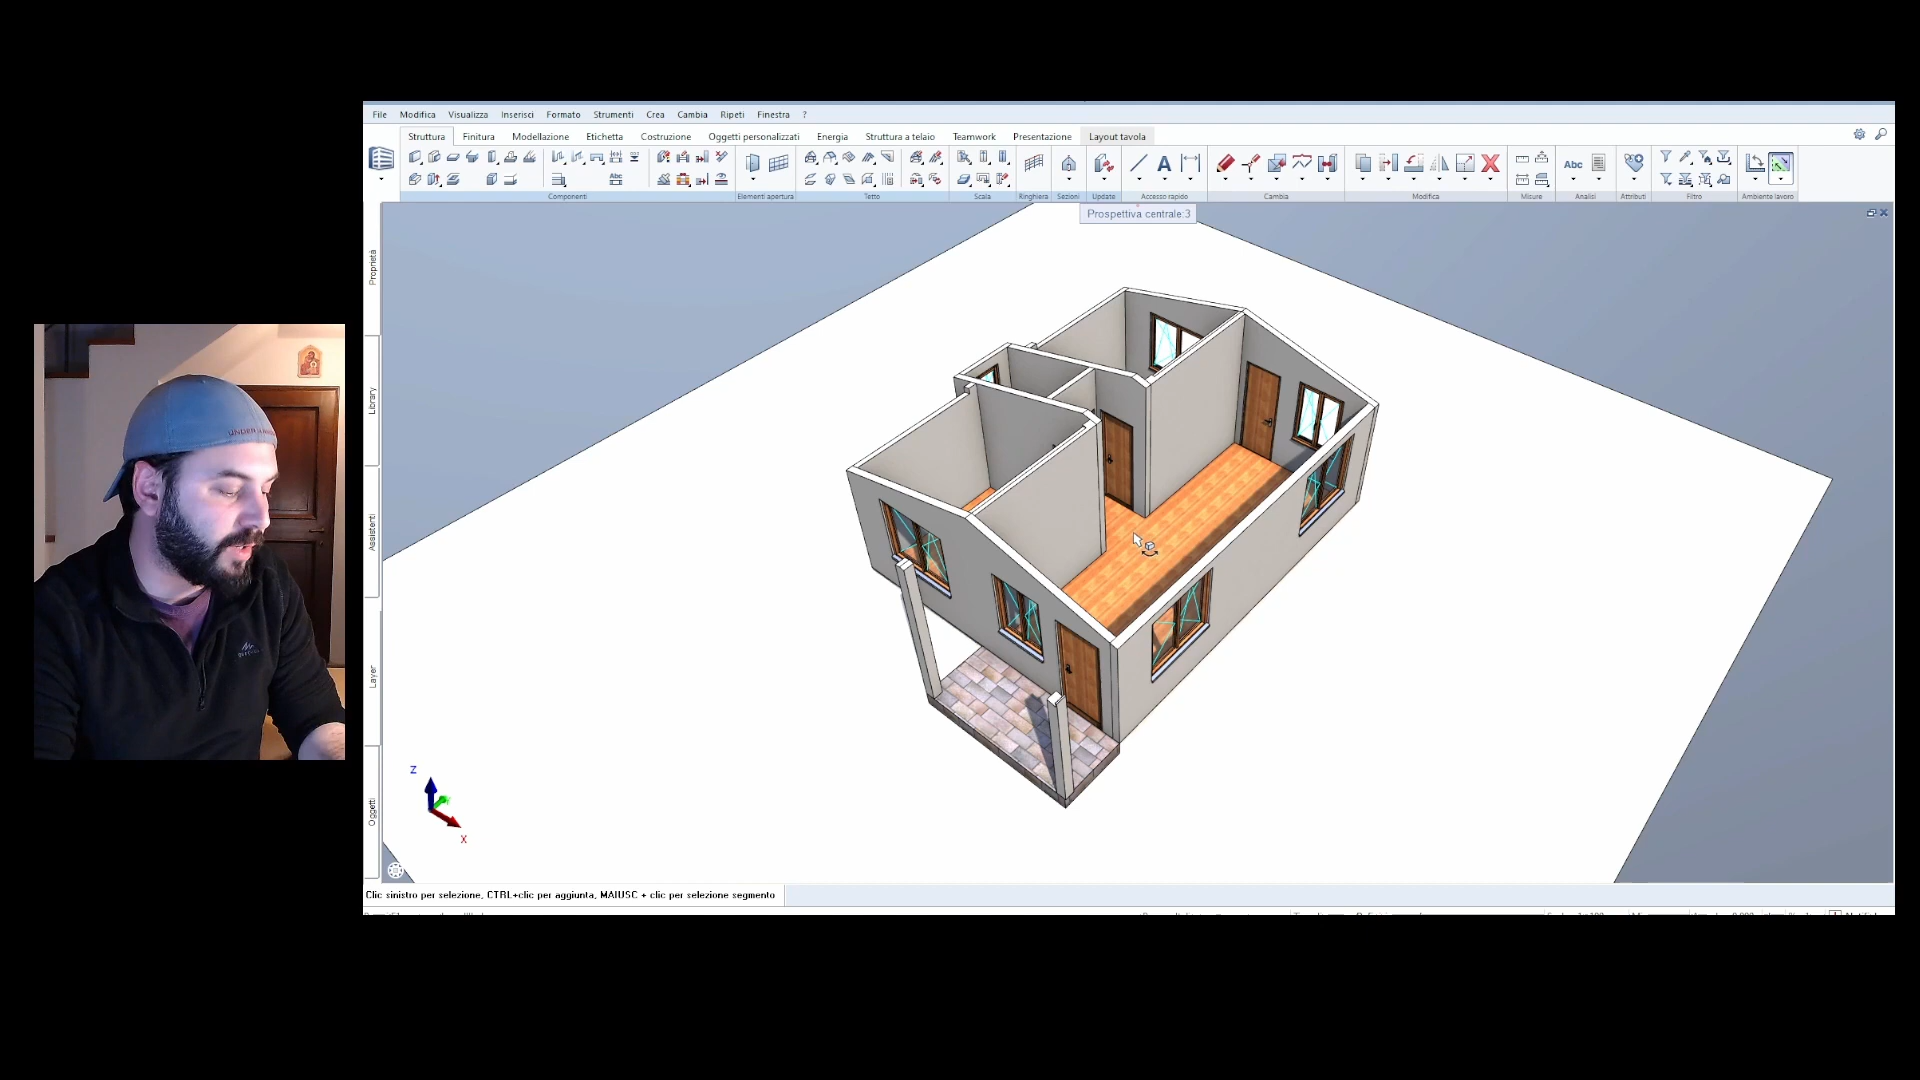 File Modifica Visualizza Inserisci Formato Strumenti Crea Cambia Ripeti Finestra ?
Struttura Finitura Modellazione Etichetta Costruzione Oggetti personalizzati Energia Struttura a telaio Teamwork Presentazione Layout tavola
Abc
A
Abc
Componenti Elementi apertura Tetto Scala Ringhiera Sezioni Update Accesso rapido Cambia Modifica Misure Analisi Attributi Filtro Ambiente lavoro
Prospettiva centrale:3
Proprietà
Library
Assistenti
Layer
Oggetti
Z
X
Clic sinistro per selezione, CTRL+clic per aggiunta, MAIUSC + clic per selezione segmento